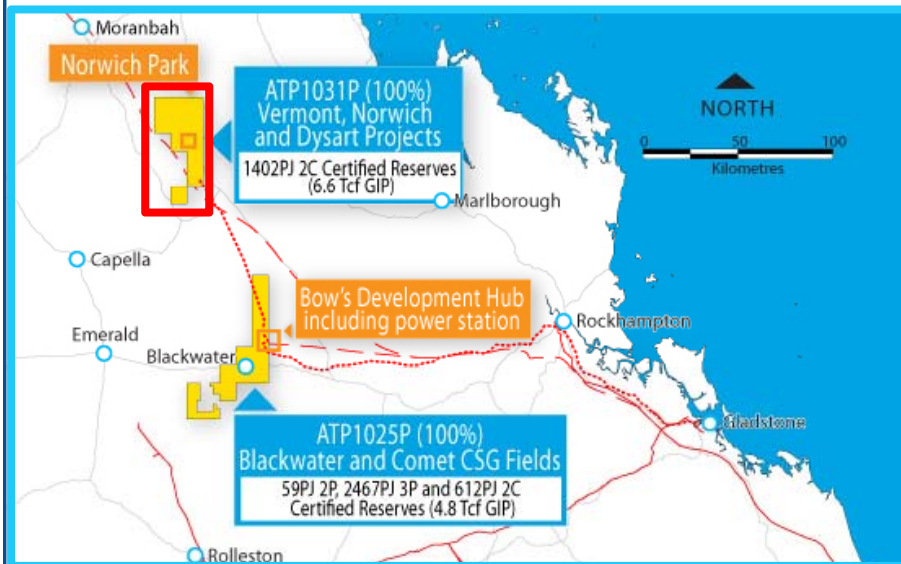 Moranbah
Norwich Park
ATP1031P (100%)
Vermont, Norwich
and Dysart Projects
1402PJ 2C Certified Reserves
(6.6 Tcf GIP)
NORTH
0 50 100
Kilometres
Marlborough
Capella
Bow's Development Hub
including power station
Rockhampton
Emerald
Blackwater
Gladstone
ATP1025P (100%)
Blackwater and Comet CSG Fields
59PJ 2P, 2467PJ 3P and 612PJ 2C
Certified Reserves (4.8 Tcf GIP)
Rolleston